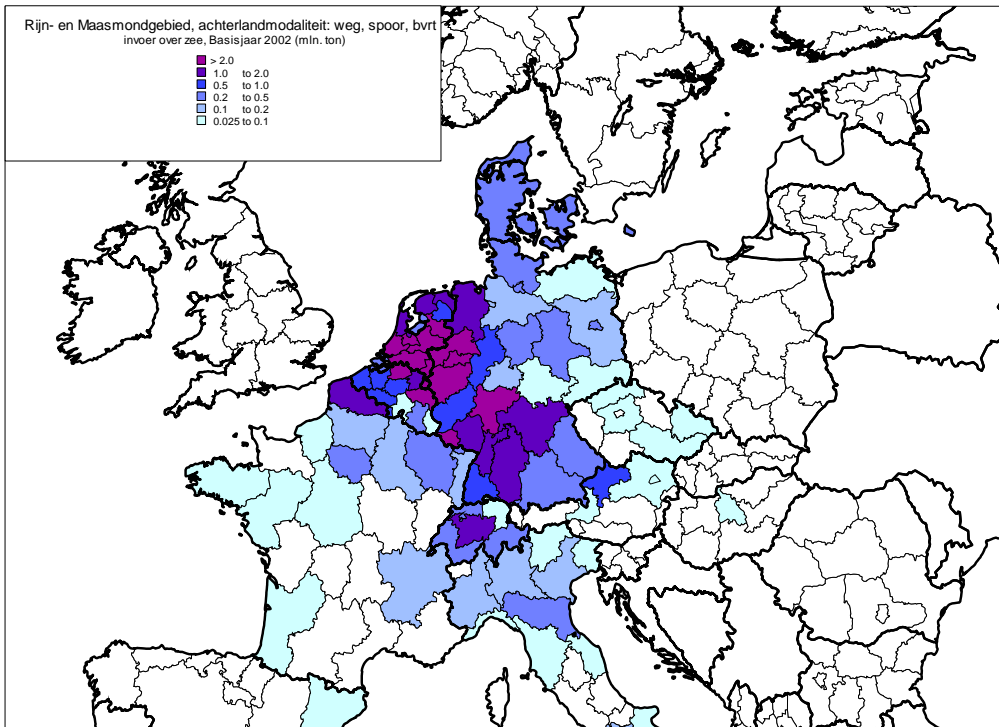 Rijn- en Maasmondgebied, achterlandmodaliteit: weg, spoor, bvrt
invoer over zee, Basisjaar 2002 (mln. ton)
> 2.0
1.0 to 2.0
0.5 to 1.0
0.2 to 0.5
0.1 to 0.2
0.025 to 0.1